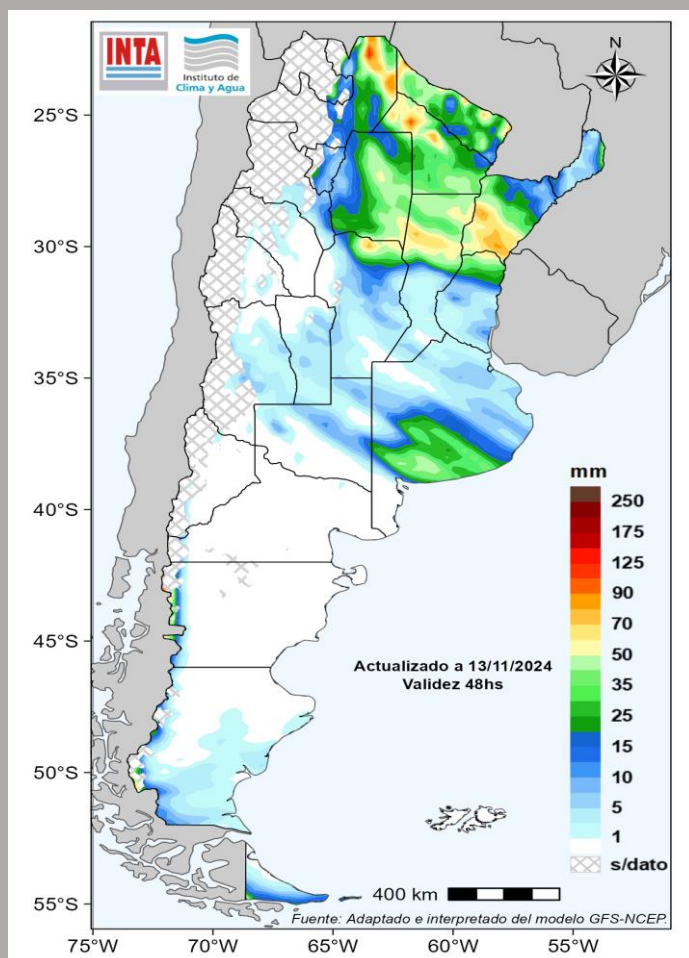 INTA
Instituto de
Clima y Agua
N
25°S
30°S
35°S
40°S
45°S
50°S
55°S
mm
250
175
125
90
70
50
35
25
15
10
5
1
s/dato
Actualizado a 13/11/2024
Validez 48hs
400 km
Fuente: Adaptado e interpretado del modelo GFS-NCEP.
75°W 70°W 65°W 60°W 55°W